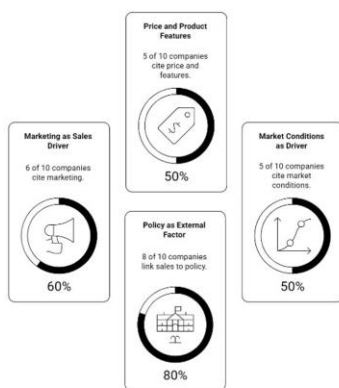 Price and Product
Features
5 of 10 companies
cite price and
features.
50%
Marketing as Sales
Driver
6 of 10 companies
cite marketing.
60%
Market Conditions
as Driver
5 of 10 companies
cite market
conditions.
50%
Policy as External
Factor
8 of 10 companies
link sales to policy.
80%